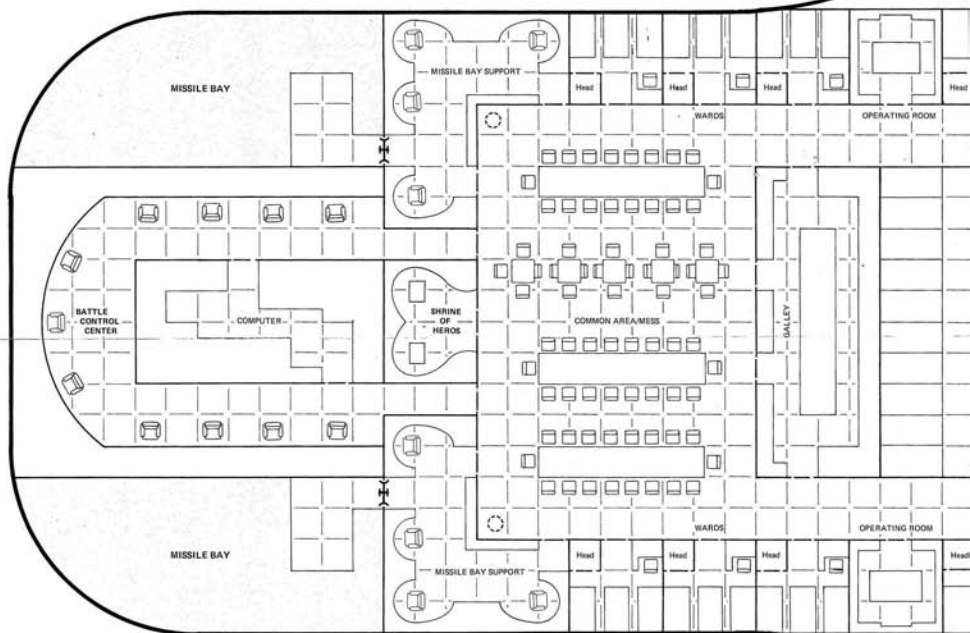 MISSILE BAY
MISSILE BAY SUPPORT
Head
Head
Head
Head
WARDS
OPERATING ROOM
BATTLE
CONTROL
CENTER
COMPUTER
SHRINE
OF
HEROS
COMMON AREA/MESS
GALLEY
WARDS
OPERATING ROOM
MISSILE BAY
MISSILE BAY SUPPORT
Head
Head
Head
Head